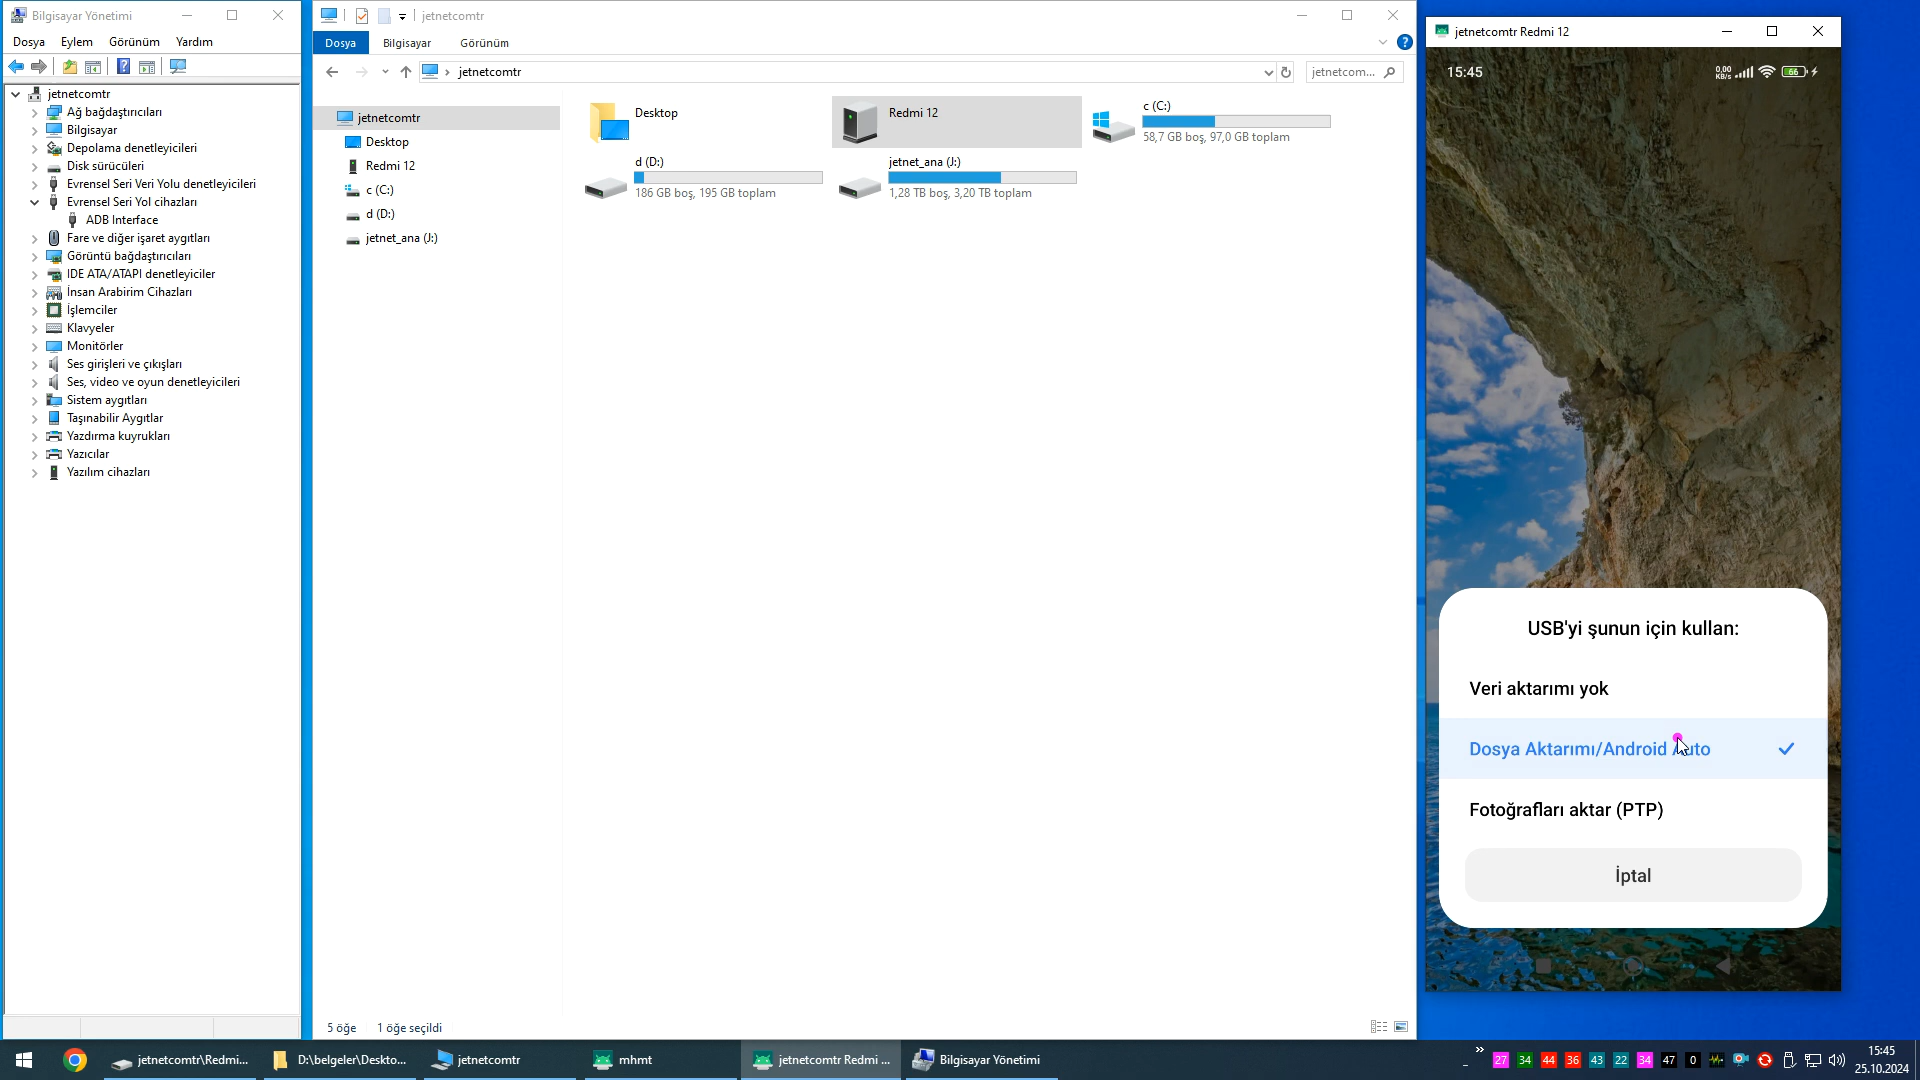 Bilgisayar Yönetimi
Dosya Eylem Görünüm Yardım
jetnetcomtr
Ağ bağdaştırıcıları
Bilgisayar
Depolama denetleyicileri
Disk sürücüleri
Evrensel Seri Veri Yolu denetleyicileri
Evrensel Seri Yol cihazları
ADB Interface
Fare ve diğer işaret aygıtları
Görüntü bağdaştırıcıları
IDE ATA/ATAPI denetleyiciler
İnsan Arabirim Cihazları
İşlemciler
Klavyeler
Monitörler
Ses girişleri ve çıkışları
Ses, video ve oyun denetleyicileri
Sistem aygıtları
Taşınabilir Aygıtlar
Yazdırma kuyrukları
Yazıcılar
Yazılım cihazları
jetnetcomtr
Dosya Bilgisayar Görünüm
jetnetcomtr
jetnetcom...
jetnetcomtr
Desktop
Redmi 12
c (C:)
d (D:)
jetnet_ana (J:)
Desktop
Redmi 12
c (C:)
58,7 GB boş, 97,0 GB toplam
d (D:)
186 GB boş, 195 GB toplam
jetnet_ana (J:)
1,28 TB boş, 3,20 TB toplam
5 öğe 1 öğe seçildi
jetnetcomtr Redmi 12
15:45
0,00
KB/s
66
USB'yi şunun için kullan:
Veri aktarımı yok
Dosya Aktarımı/Android Auto
Fotoğrafları aktar (PTP)
İptal
jetnetcomtr\Redmi...
D:\belgeler\Deskto...
jetnetcomtr
mhmt
jetnetcomtr Redmi ...
Bilgisayar Yönetimi
27 34 44 36 43 22 34 47 0
15:45
25.10.2024